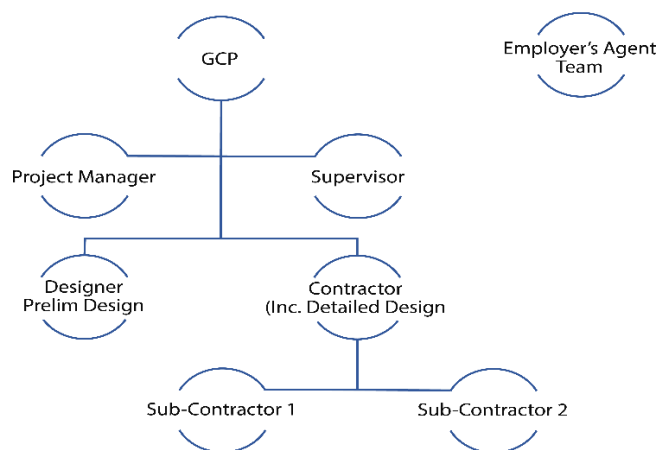 GCP
Employer's Agent
Team
Project Manager
Supervisor
Designer
Prelim Design
Contractor
(Inc. Detailed Design
Sub-Contractor 1
Sub-Contractor 2